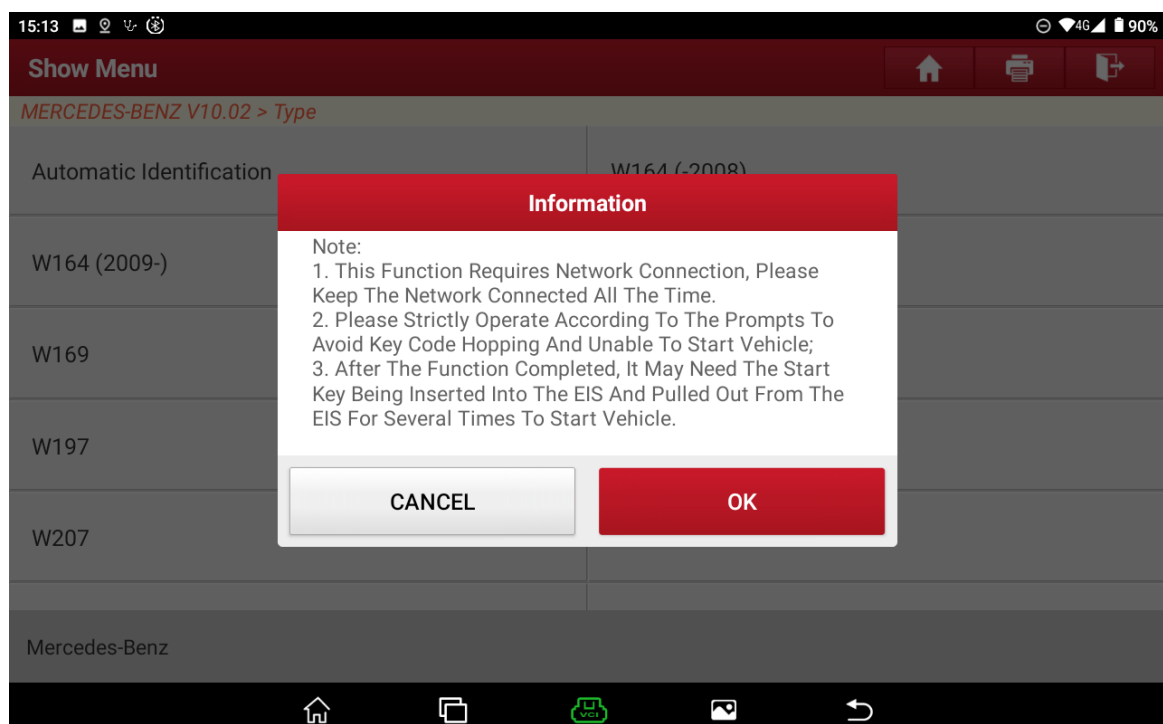 15:13
4G 90%
Show Menu
MERCEDES-BENZ V10.02 > Type
Automatic Identification
W164 (-2008)
Information
Note:
1. This Function Requires Network Connection, Please
Keep The Network Connected All The Time.
2. Please Strictly Operate According To The Prompts To
Avoid Key Code Hopping And Unable To Start Vehicle;
3. After The Function Completed, It May Need The Start
Key Being Inserted Into The EIS And Pulled Out From The
EIS For Several Times To Start Vehicle.
CANCEL
OK
W164 (2009-)
W169
W197
W207
Mercedes-Benz
VCI